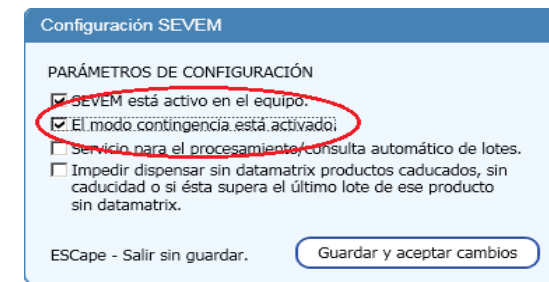 Configuración SEVEM
PARÁMETROS DE CONFIGURACIÓN
SEVEM está activo en el equipo.
El modo contingencia está activado.
Servicio para el procesamiento/consulta automático de lotes.
Impedir dispensar sin datamatrix productos caducados, sin
caducidad o si ésta supera el último lote de ese producto
sin datamatrix.
ESCape - Salir sin guardar.
Guardar y aceptar cambios